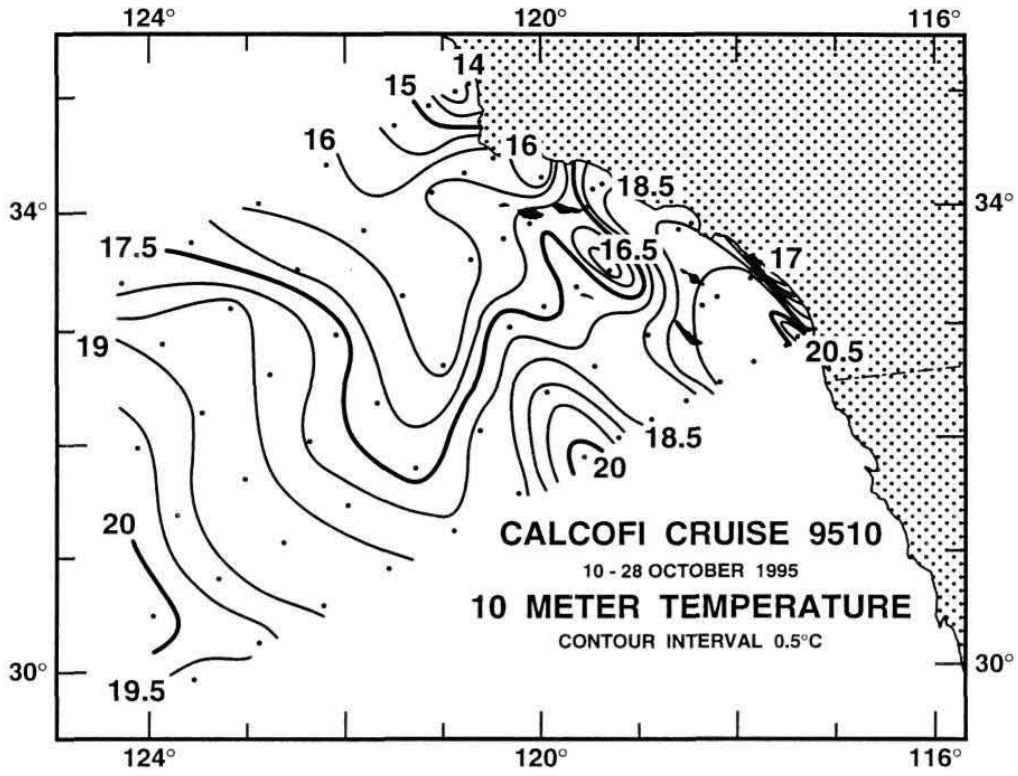 124° 120° 116°
14
15
16 16
18.5
34° 34°
17.5 16.5 17
19 20.5
18.5
20
20 CALCOFI CRUISE 9510
10 - 28 OCTOBER 1995
10 METER TEMPERATURE
CONTOUR INTERVAL 0.5°C
30° 30°
19.5
124° 120° 116°